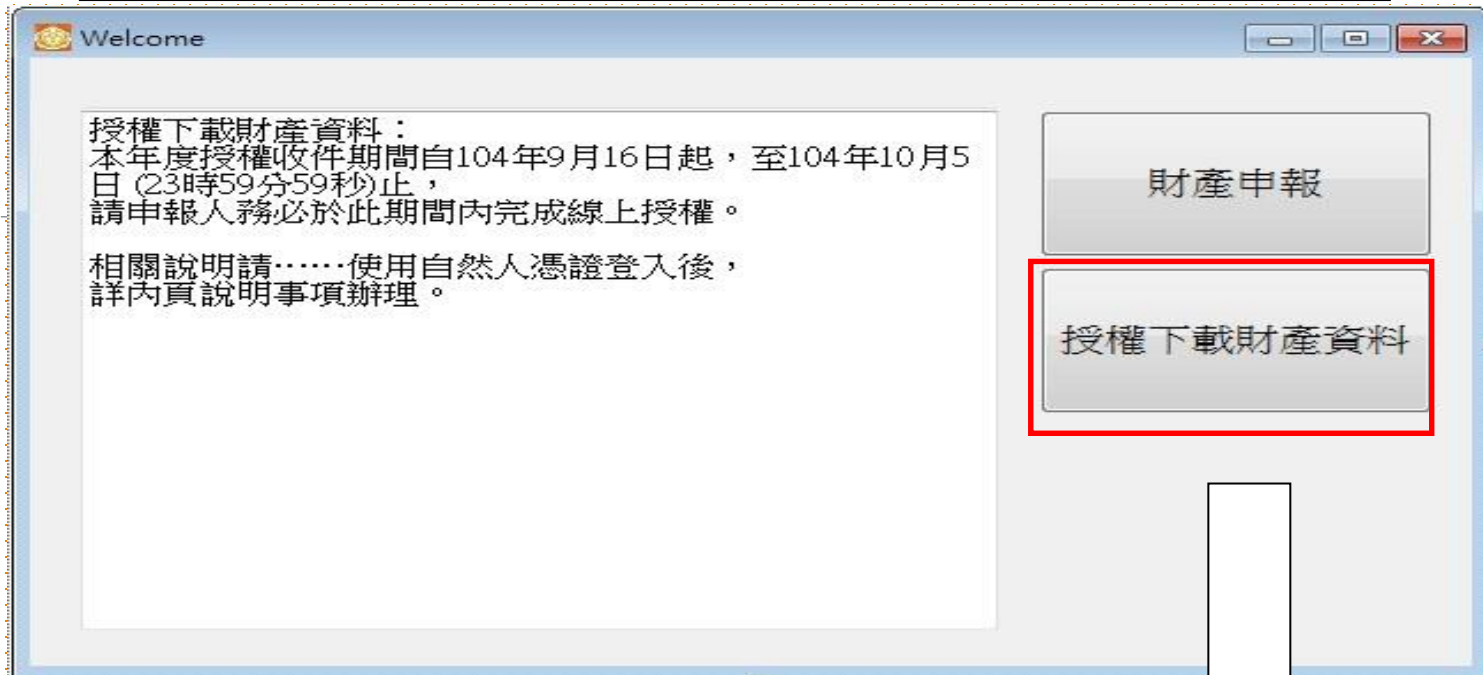 Welcome
授權下載財產資料：
本年度授權收件期間自104年9月16日起，至104年10月5
日 (23時59分59秒)止，
請申報人務必於此期間內完成線上授權。
相關說明請……使用自然人憑證登入後，
詳內頁說明事項辦理。
財產申報
授權下載財產資料